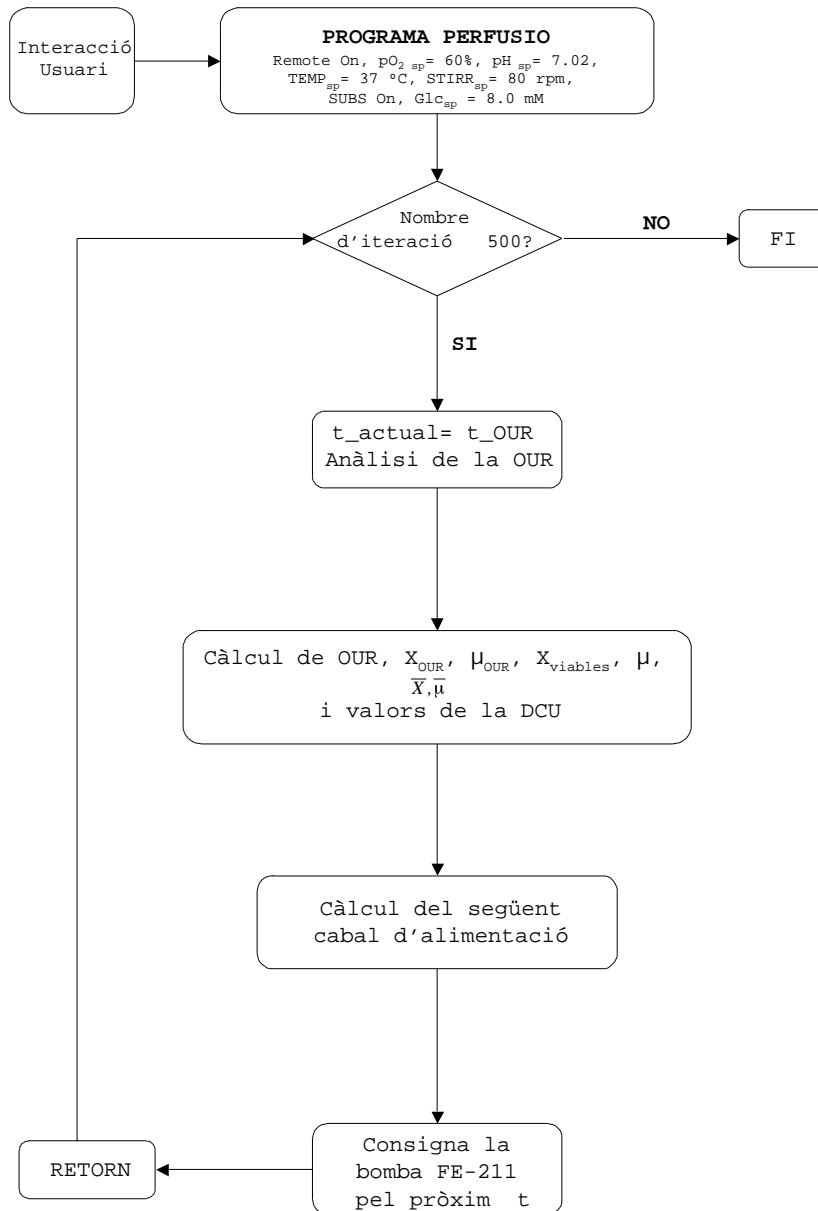 Interacció
Usuari
PROGRAMA PERFUSIO
Remote On, pO2 sp= 60%, pH sp= 7.02,
TEMPsp= 37 ºC, STIRRsp= 80 rpm,
SUBS On, Glcsp = 8.0 mM
Nombre
d'iteració 500?
NO
FI
SI
t_actual= t_OUR
Anàlisi de la OUR
Càlcul de OUR, XOUR, μOUR, Xviables, μ,
X̅,μ̅
i valors de la DCU
Càlcul del següent
cabal d'alimentació
Consigna la
bomba FE-211
pel pròxim t
RETORN